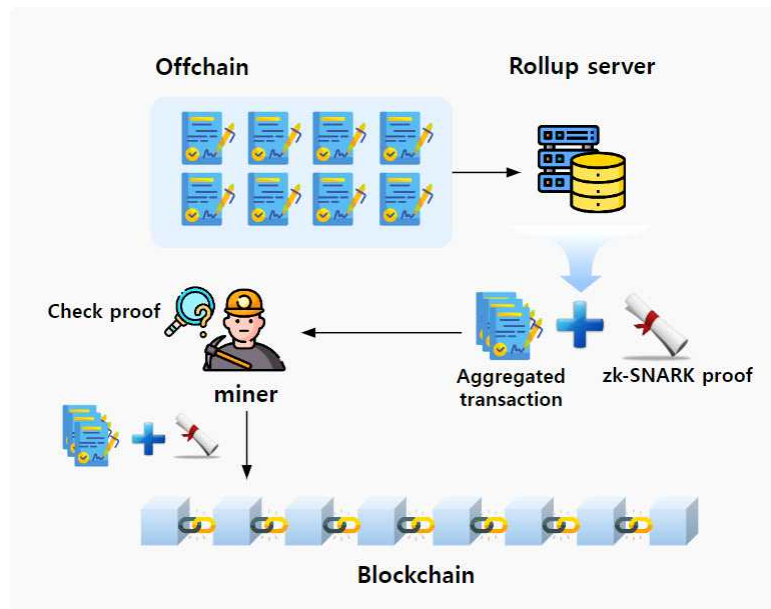 Offchain
Rollup server
Check proof
miner
Aggregated
transaction
zk-SNARK proof
Blockchain